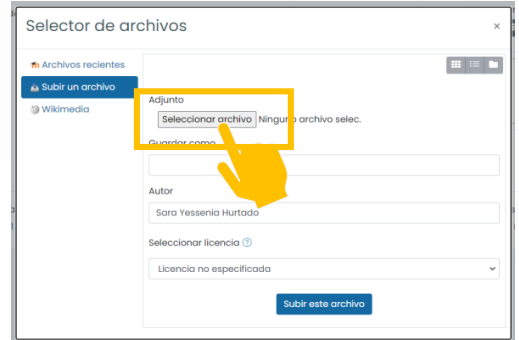 Selector de archivos
×
Archivos recientes
Subir un archivo
Wikimedia
Adjunto
Seleccionar archivo Ninguno archivo selec.
Guardar como
Autor
Sara Yessenia Hurtado
Seleccionar licencia ?
Licencia no especificada
Subir este archivo